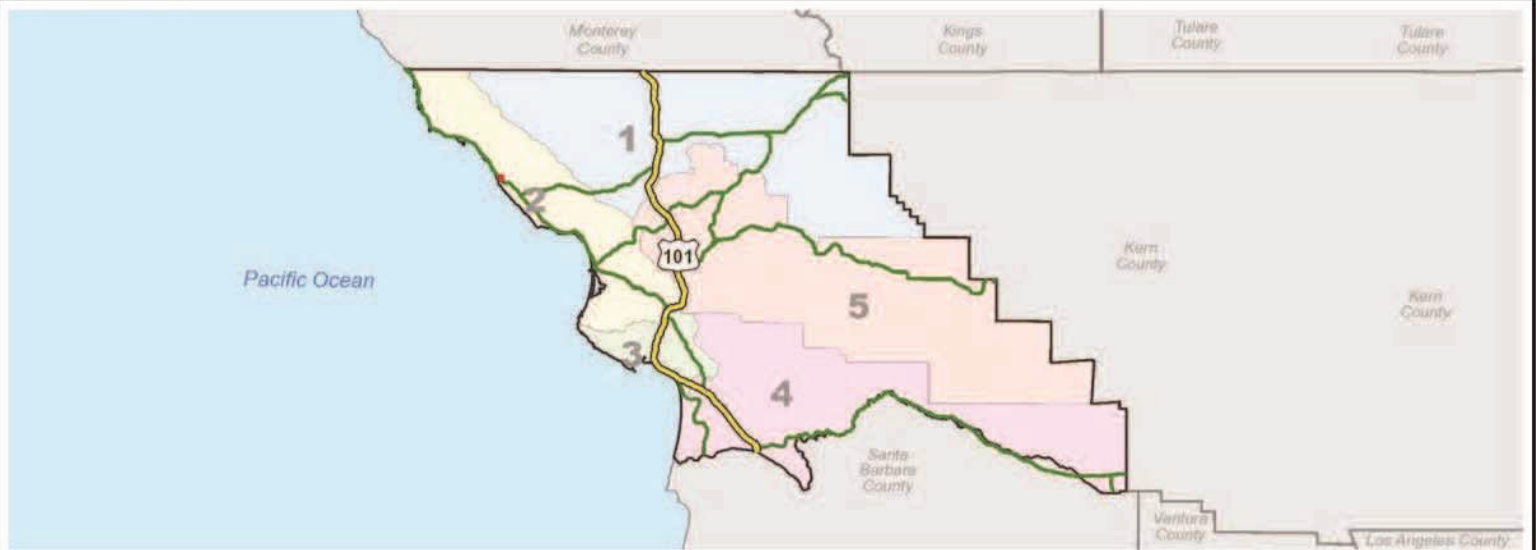 Monterey
County
Kings
County
Tulare
County
Tulare
County
1
2
101
Kern
County
Pacific Ocean
5
Kern
County
3
4
Santa
Barbara
County
Ventura
County
Los Angeles County